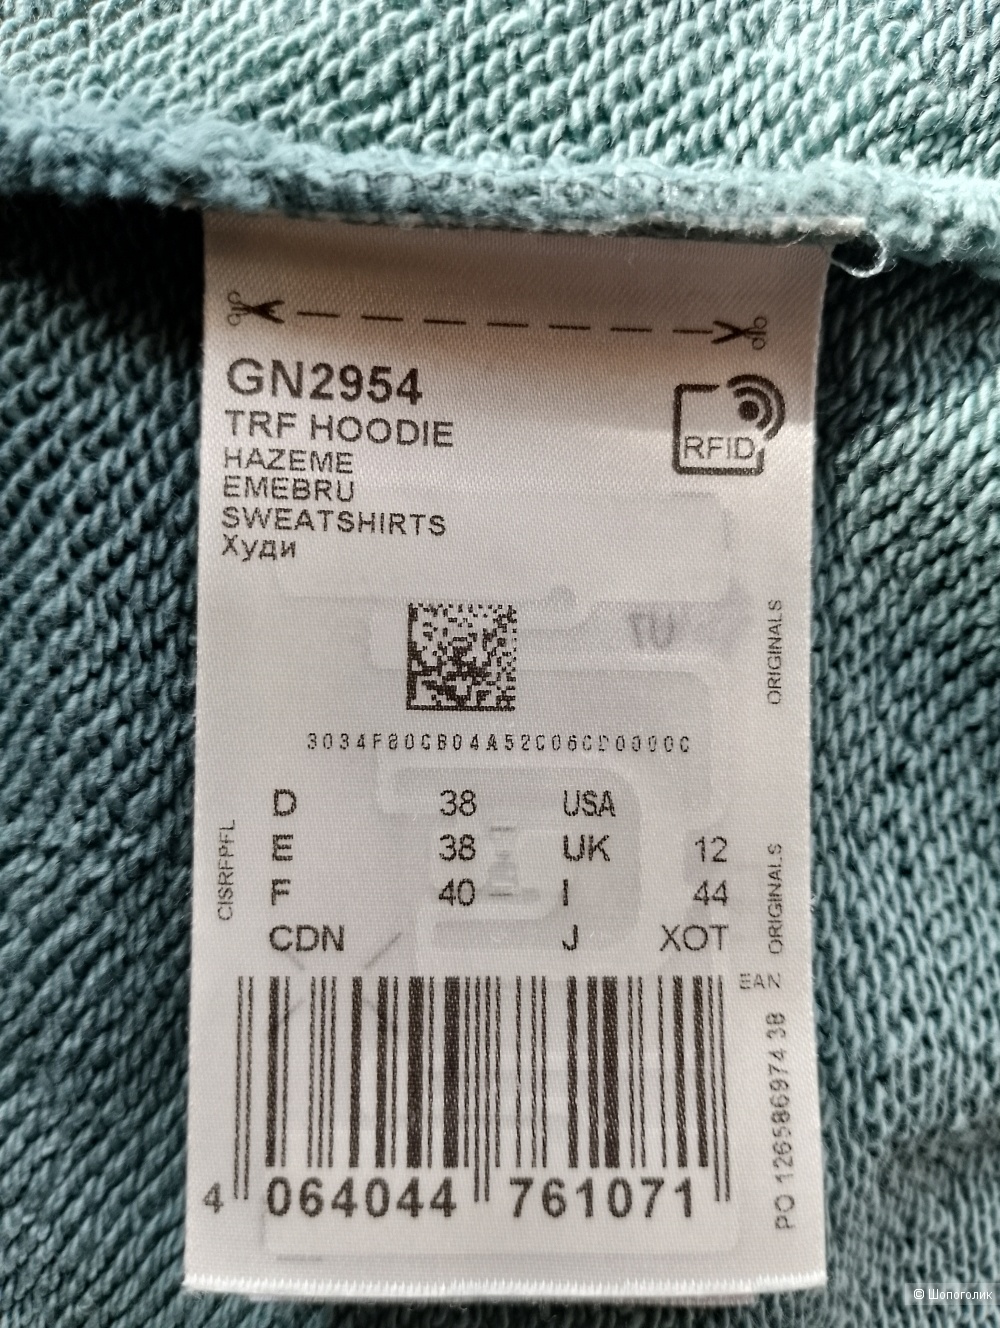 GN2954
TRF HOODIE
HAZEME
EMEBRU
SWEATSHIRTS
Худи
RFID
ORIGINALS
D 38 USA
E 38 UK 12
F 40 I 44
CDN J XOT
CISRFPFL
ORIGINALS
EAN
PO 126586974 38
4 064044 761071
© Шопоголик